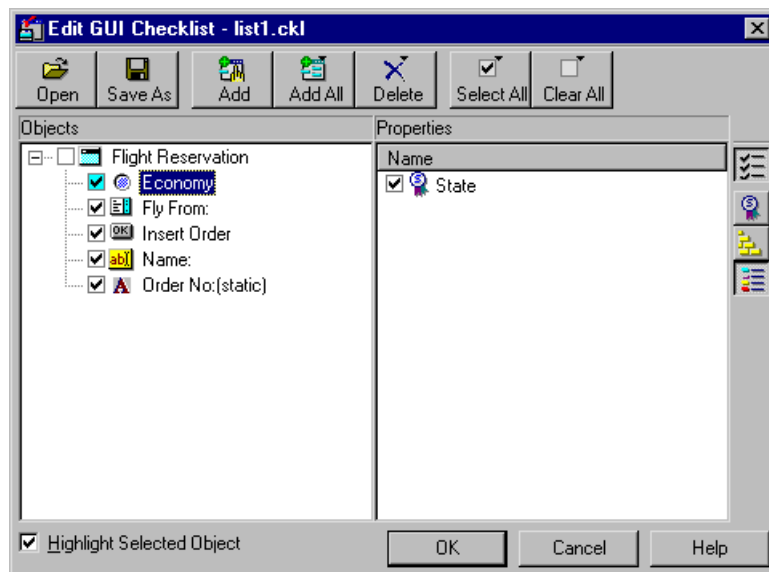 Edit GUI Checklist - list1.ckl
Open Save As Add Add All Delete Select All Clear All
Objects Properties
Flight Reservation
Economy
Fly From:
Insert Order
Name:
Order No:(static)
Name
State
Highlight Selected Object OK Cancel Help